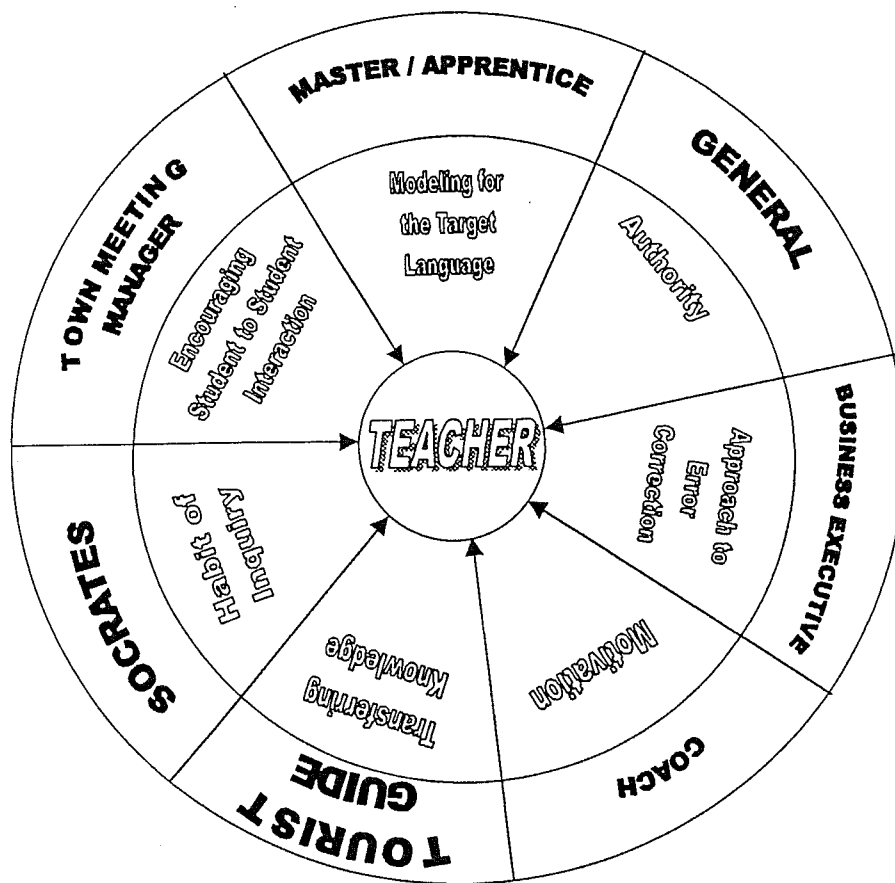 MASTER / APPRENTICE
Modeling for
the Target
Language
GENERAL
Authority
BUSINESS EXECUTIVE
Approach to
Error
Correction
COACH
Motivation
TOURIST
GUIDE
Transferring
Knowledge
SOCRATES
Habit of
Inquiry
TOWN MEETING
MANAGER
Encouraging
Student to Student
Interaction
TEACHER